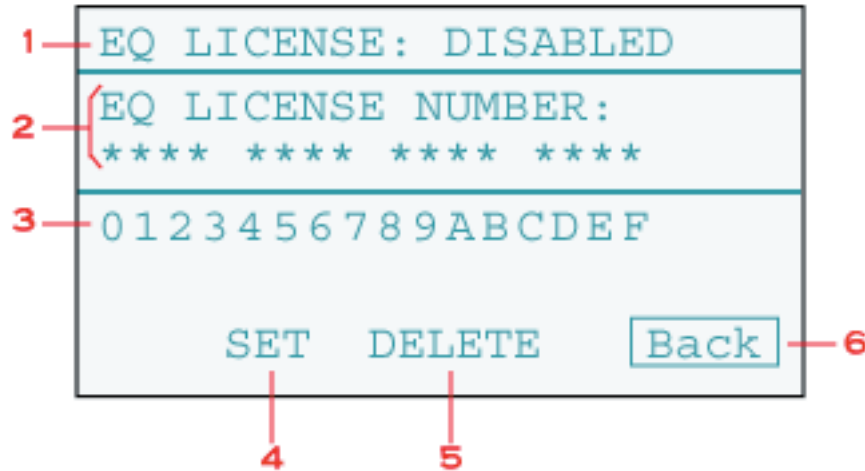 1 EQ LICENSE: DISABLED
2 EQ LICENSE NUMBER:
**** **** **** ****
3 0123456789ABCDEF
SET DELETE Back 6
4 5